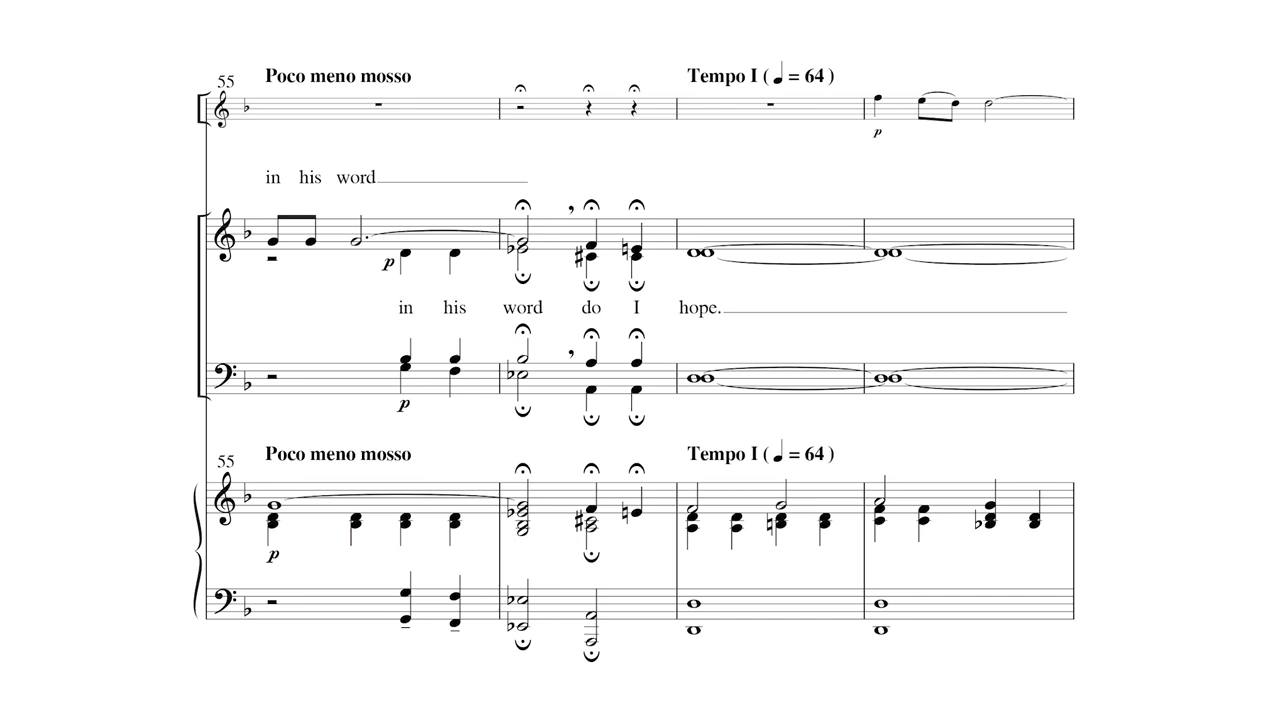 Poco meno mosso Tempo I ( ♩ = 64 )
55
p
in his word
p
in his word do I hope.
p
Poco meno mosso Tempo I ( ♩ = 64 )
55
p